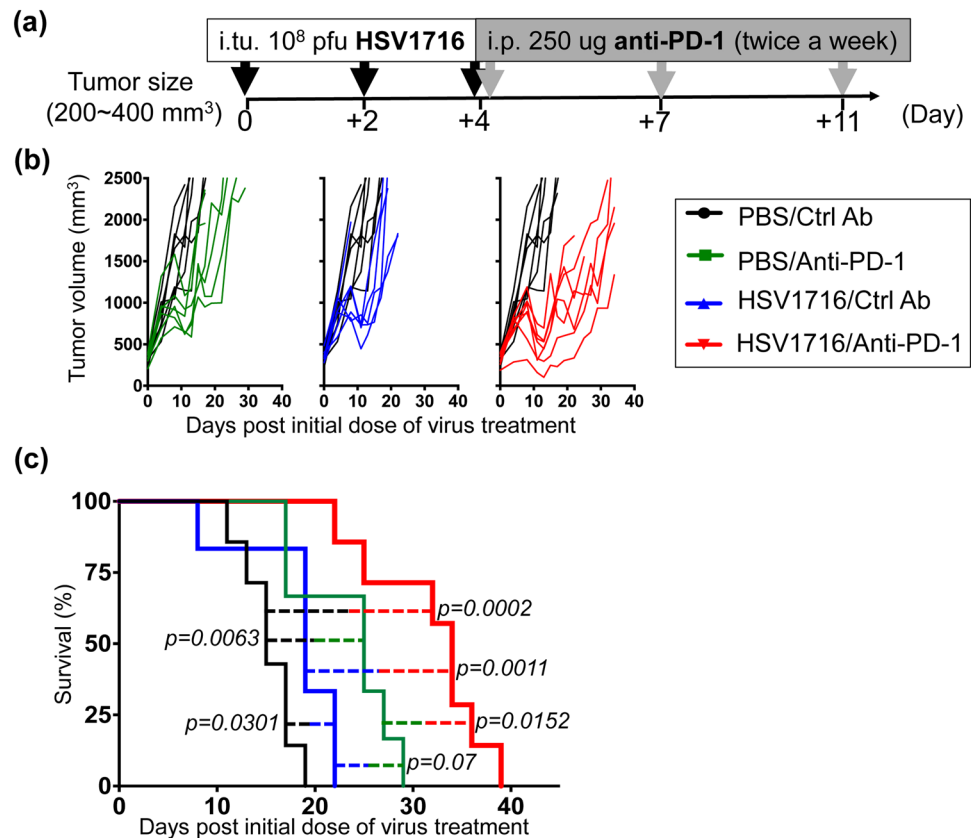 (a)
i.tu. 10⁸ pfu HSV1716
i.p. 250 ug anti-PD-1 (twice a week)
Tumor size
(200~400 mm³)
0
+2
+4
+7
+11
(Day)
(b)
Tumor volume (mm³)
2500
2000
1500
1000
500
0
0 10 20 30 40
0 10 20 30 40
0 10 20 30 40
Days post initial dose of virus treatment
PBS/Ctrl Ab
PBS/Anti-PD-1
HSV1716/Ctrl Ab
HSV1716/Anti-PD-1
(c)
Survival (%)
100
75
50
25
0
p=0.0002
p=0.0063
p=0.0011
p=0.0301
p=0.0152
p=0.07
0 10 20 30 40
Days post initial dose of virus treatment